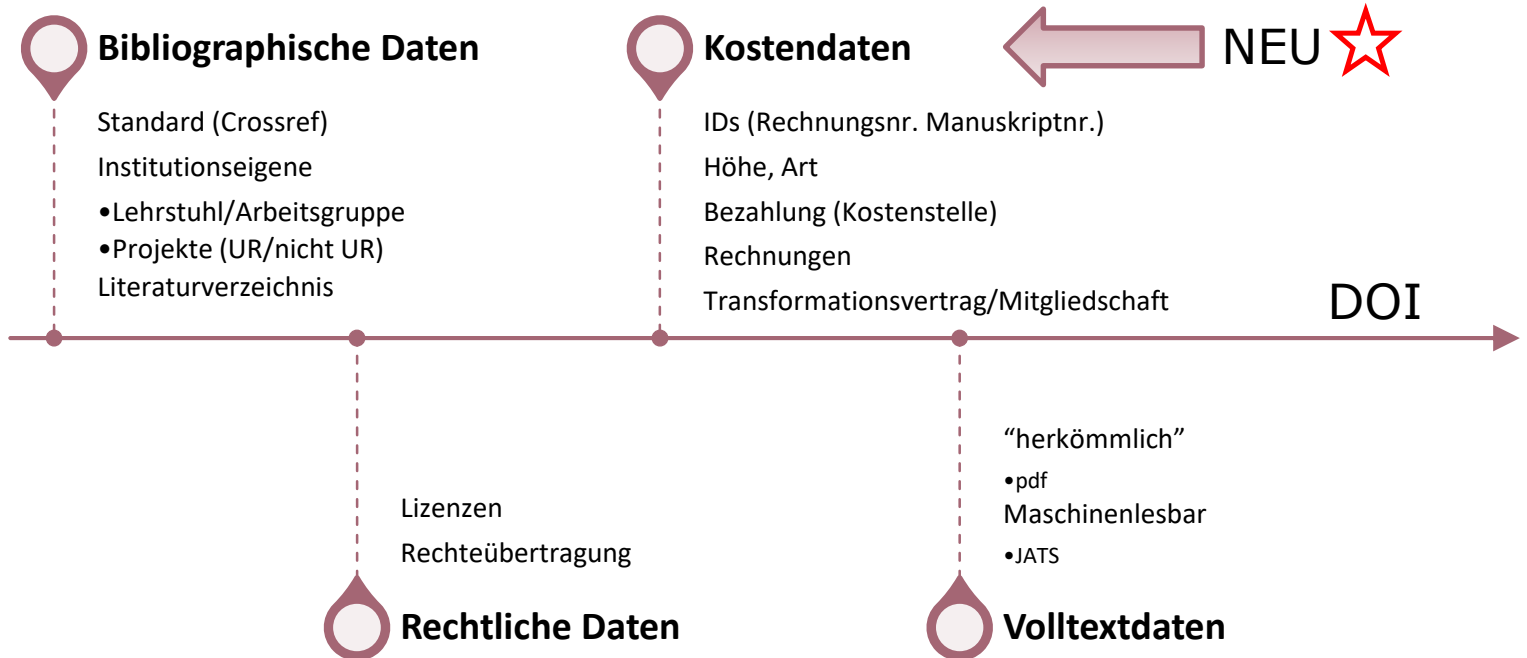 Bibliographische Daten
Standard (Crossref)
Institutionseigene
•Lehrstuhl/Arbeitsgruppe
•Projekte (UR/nicht UR)
Literaturverzeichnis
Kostendaten
NEU
IDs (Rechnungsnr. Manuskriptnr.)
Höhe, Art
Bezahlung (Kostenstelle)
Rechnungen
Transformationsvertrag/Mitgliedschaft
DOI
Lizenzen
Rechteübertragung
Rechtliche Daten
“herkömmlich”
•pdf
Maschinenlesbar
•JATS
Volltextdaten